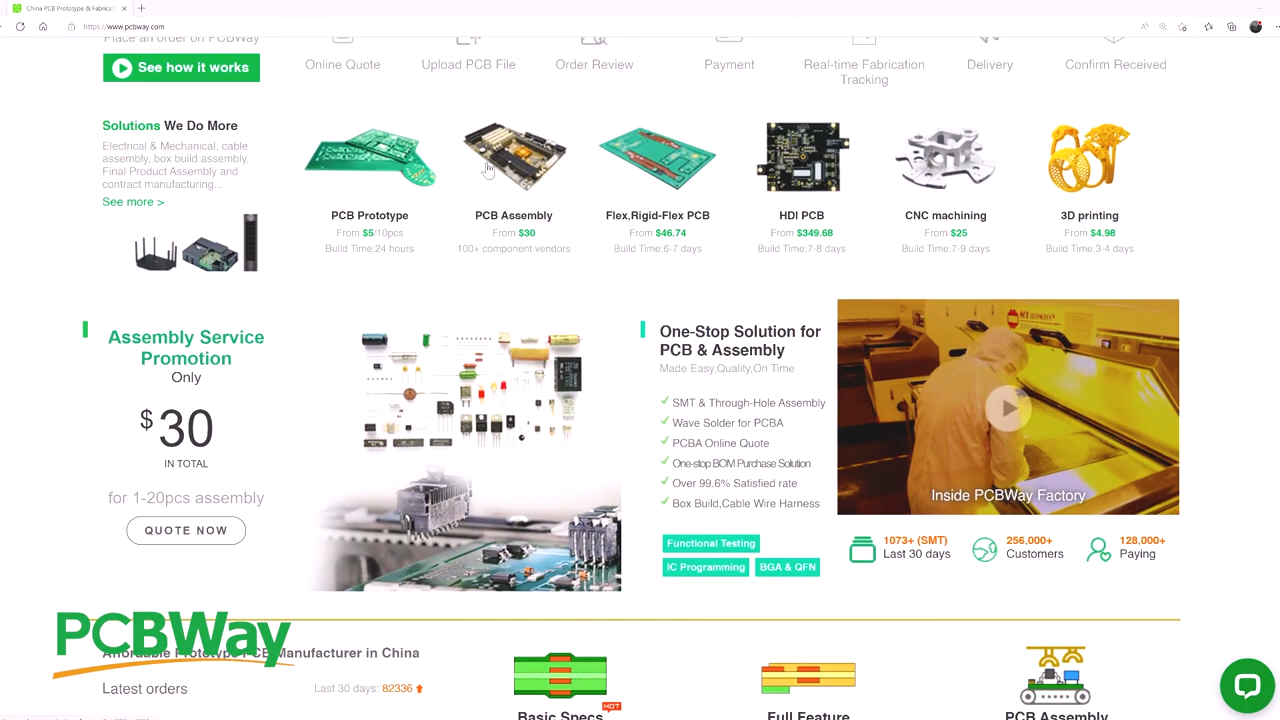 China PCB Prototype & Fabricat
https://www.pcbway.com
Place an order on PCBWay
See how it works
Online Quote
Upload PCB File
Order Review
Payment
Real-time Fabrication
Tracking
Delivery
Confirm Received
Solutions We Do More
Electrical & Mechanical, cable
assembly, box build assembly.
Final Product Assembly and
contract manufacturing...
See more >
PCB Prototype
From $5/10pcs
Build Time:24 hours
PCB Assembly
From $30
100+ component vendors
Flex,Rigid-Flex PCB
From $46.74
Build Time:6-7 days
HDI PCB
From $349.68
Build Time:7-8 days
CNC machining
From $25
Build Time:7-9 days
3D printing
From $4.98
Build Time:3-4 days
Assembly Service
Promotion
Only
$30
IN TOTAL
for 1-20pcs assembly
QUOTE NOW
One-Stop Solution for
PCB & Assembly
Made Easy,Quality,On Time
SMT & Through-Hole Assembly
Wave Solder for PCBA
PCBA Online Quote
One-stop BOM Purchase Solution
Over 99.6% Satisfied rate
Box Build,Cable Wire Harness
Functional Testing
IC Programming
BGA & QFN
Inside PCBWay Factory
1073+ (SMT)
Last 30 days
256,000+
Customers
128,000+
Paying
PCBWay
Affordable Prototype PCB Manufacturer in China
Latest orders
Last 30 days: 82336
HOT
Basic Specs
Full Feature
PCB Assembly